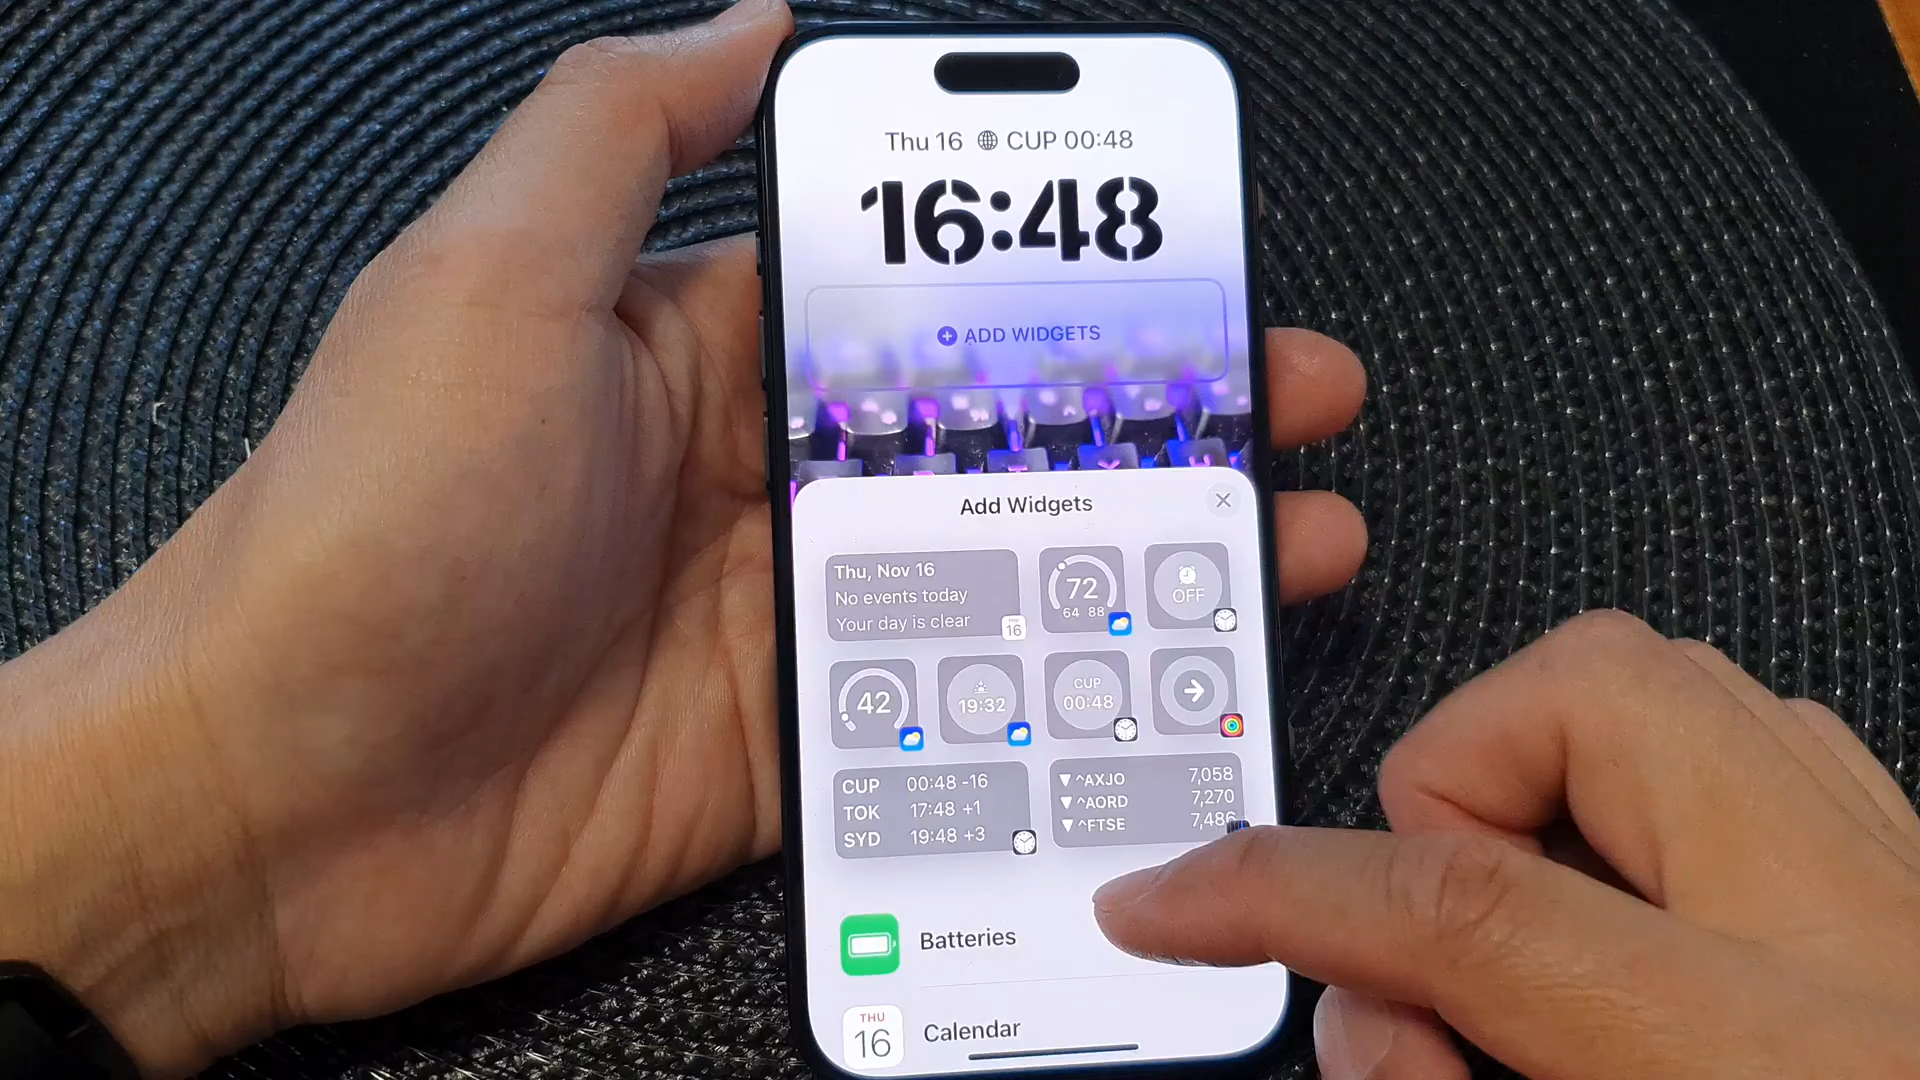 Thu 16 CUP 00:48
16:48
ADD WIDGETS
Add Widgets
Thu, Nov 16
No events today
Your day is clear
16
72
64 88
OFF
42
19:32
CUP
00:48
CUP 00:48 -16
TOK 17:48 +1
SYD 19:48 +3
▼ ^AXJO 7,058
▼ ^AORD 7,270
▼ ^FTSE 7,486
Batteries
THU
16
Calendar